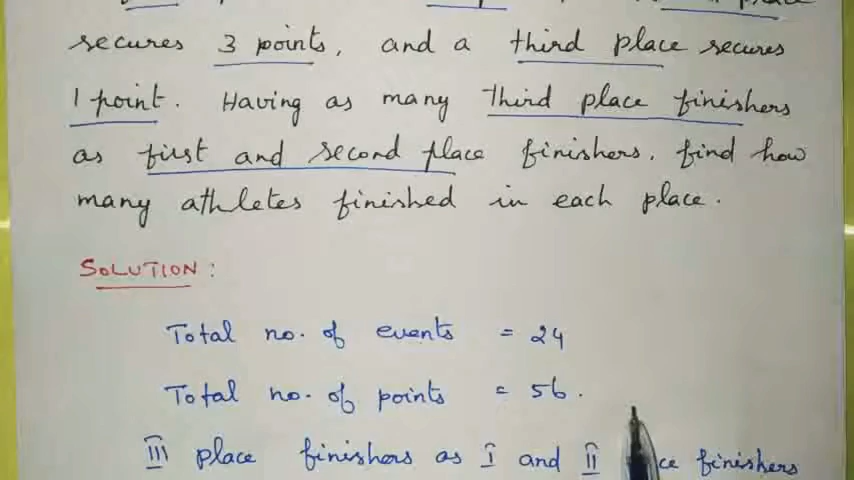 place
secures 3 points, and a third place secures
1 point. Having as many third place finishers
as first and second place finishers, find how
many athletes finished in each place.
SOLUTION:
Total no. of events = 24
Total no. of points = 56.
III place finishers as I and II finishers